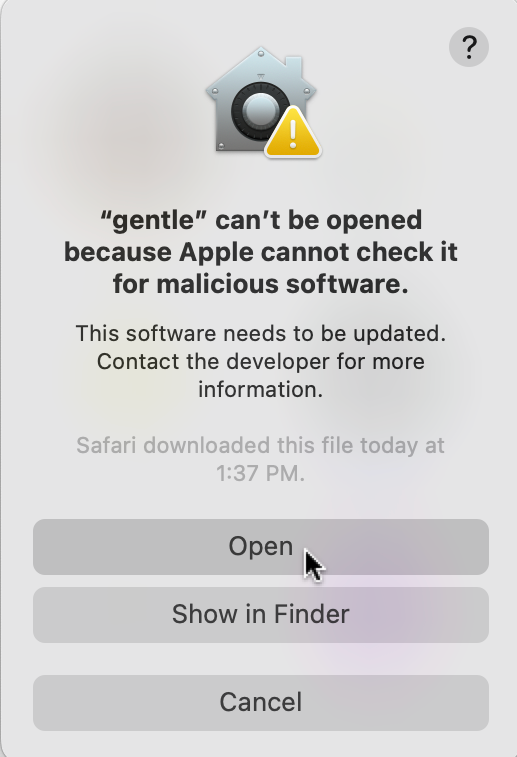 ?
“gentle” can’t be opened
because Apple cannot check it
for malicious software.
This software needs to be updated.
Contact the developer for more
information.
Safari downloaded this file today at
1:37 PM.
Open
Show in Finder
Cancel